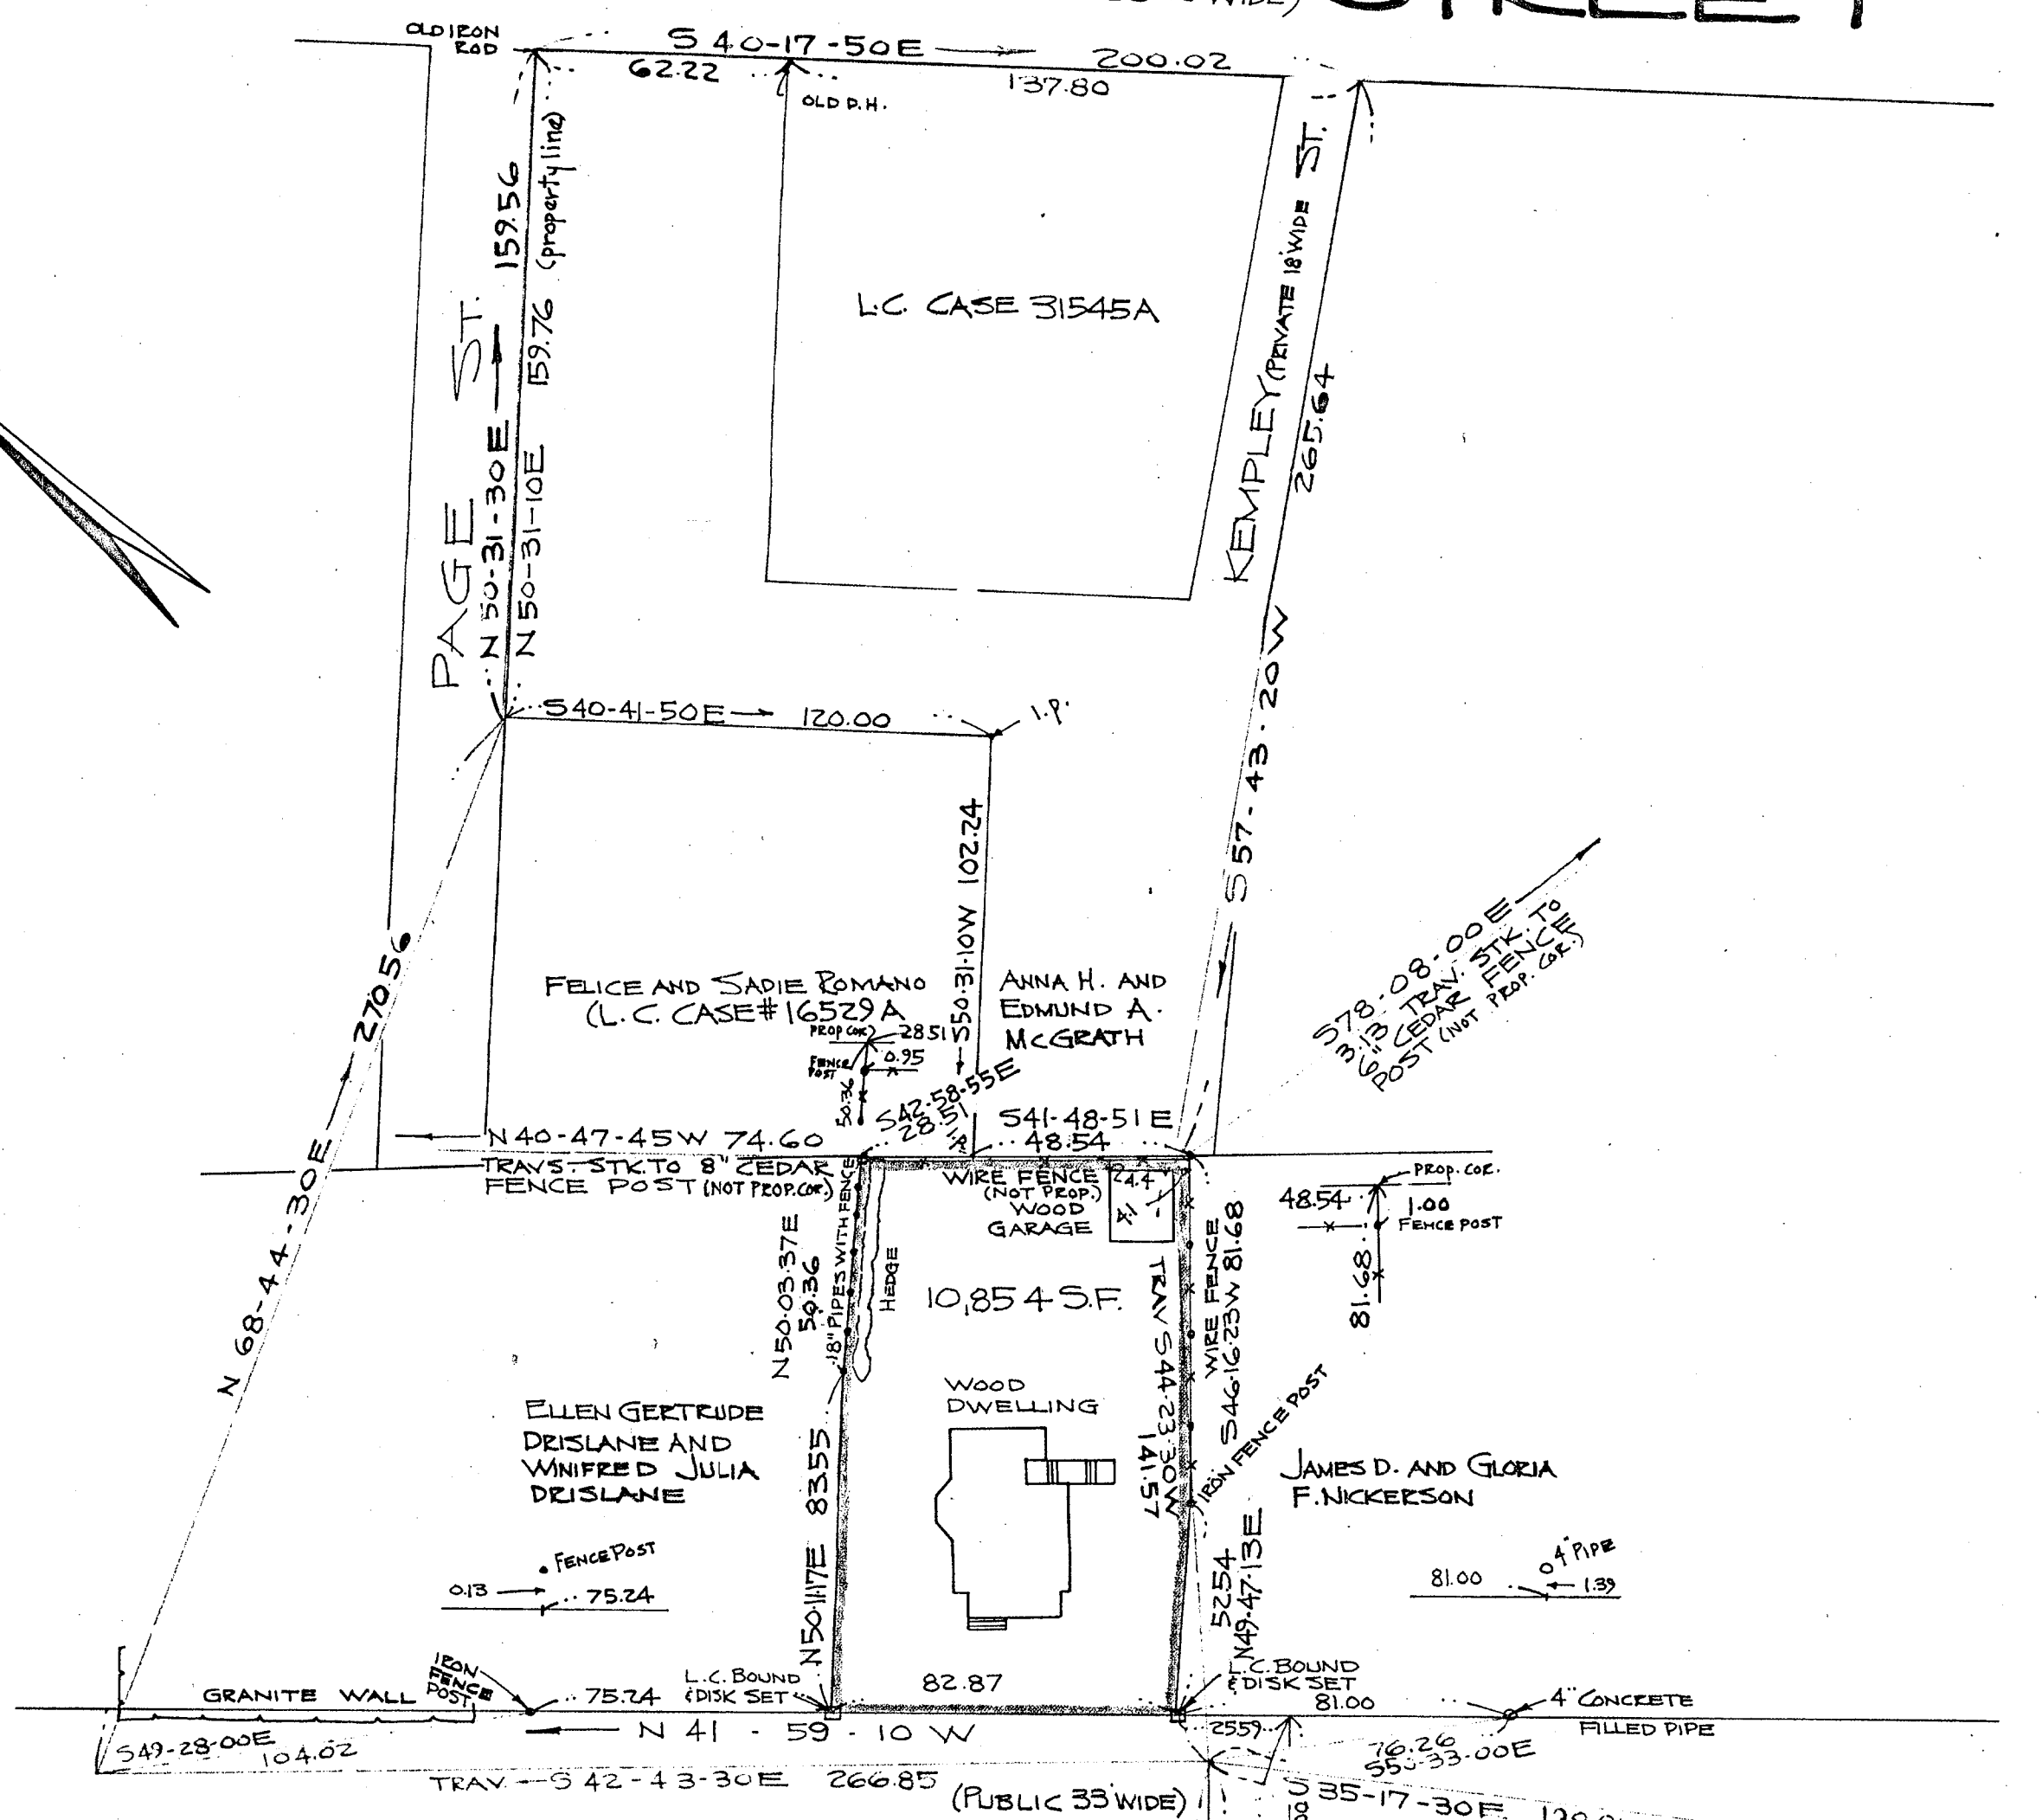 WIDE)
STREET
OLD IRON
ROD
S 40-17-50E
200.02
62.22
137.80
OLD D.H.
PAGE ST.
N 50-31-30E 159.56
N 50-31-10E 159.76 (property line)
L.C. CASE 31545A
KEMPLEY (PRIVATE 18' WIDE ST.
265.64
S 57-43-20W
S40-41-50E 120.00
I.P.
S50-31-10W 102.24
N 68-44-30E 270.56
FELICE AND SADIE ROMANO
(L.C. CASE #16529A
ANNA H. AND
EDMUND A.
McGRATH
PROP COR.)
28.51
FENCE
POST
0.95
50.36
S42-58-55E
28.51
S41-48-51E
48.54
S78-08-00E
3.13 TRAV. STK. TO
6" CEDAR FENCE
POST (NOT PROP. COR.)
N40-47-45W 74.60
TRAVS. STK. TO 8" CEDAR
FENCE POST (NOT PROP. COR.)
WIRE FENCE
(NOT PROP.)
WOOD
GARAGE
24.4
4.1
N50-03-37E
50.36
18" PIPES WITH FENCE
HEDGE
10,854 S.F.
TRAV S44-23-30W
141.57
WIRE FENCE
S46-16-23W 81.68
PROP. COR.
48.54
1.00
FENCE POST
81.68
IRON FENCE POST
WOOD
DWELLING
ELLEN GERTRUDE
DRISLANE AND
WINIFRED JULIA
DRISLANE
N50-11-17E 83.55
52.54
N49-47-13E
JAMES D. AND GLORIA
F. NICKERSON
FENCE POST
0.13
75.24
4" PIPE
81.00
1.39
GRANITE WALL
IRON
FENCE
POST
75.24
L.C. BOUND
& DISK SET
82.87
L.C. BOUND
& DISK SET
81.00
4" CONCRETE
FILLED PIPE
N 41-59-10 W
25.59
S49-28-00E
104.02
76.26
TRAV. S 42-43-30E 266.85
(PUBLIC 33' WIDE)
S 35-17-30E